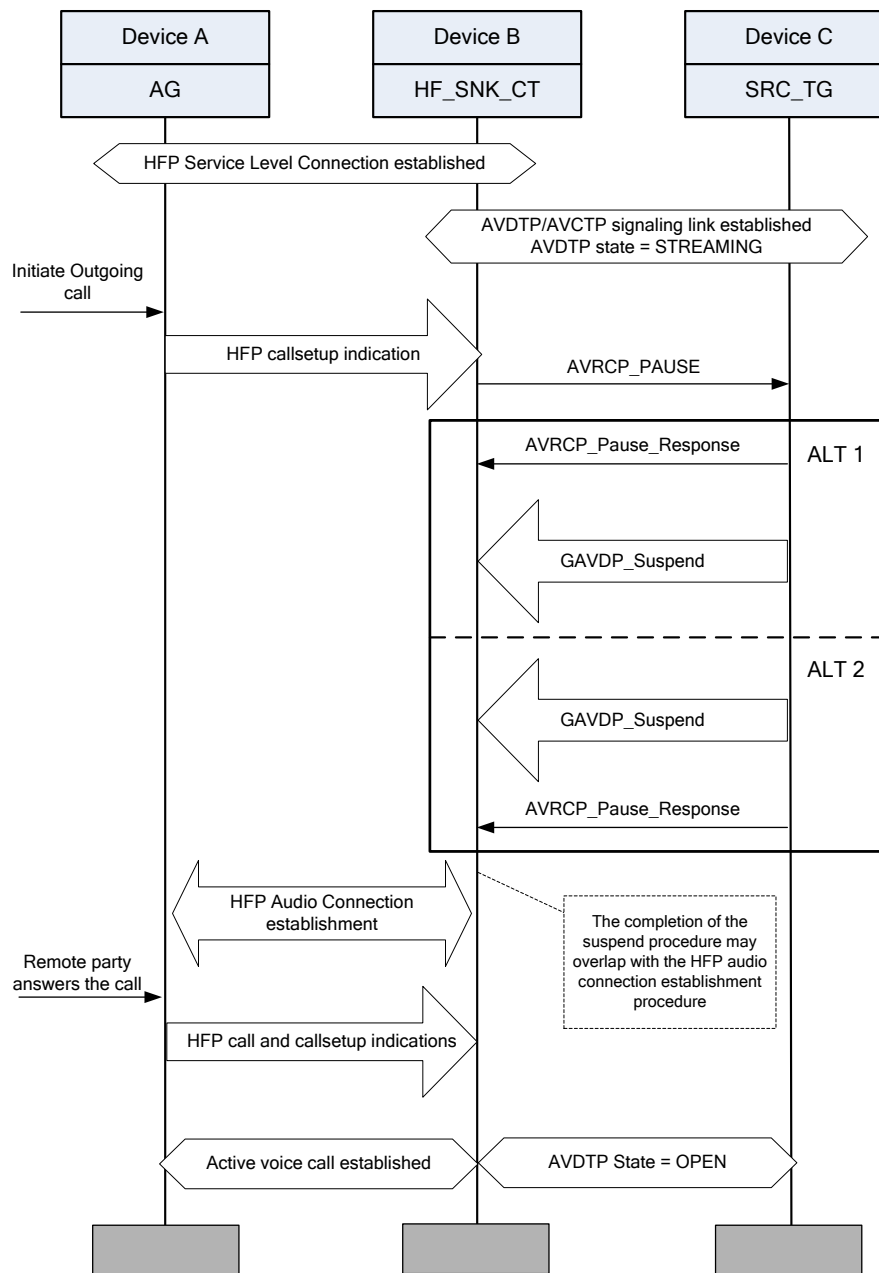 Device A
Device B
Device C
AG
HF_SNK_CT
SRC_TG
HFP Service Level Connection established
AVDTP/AVCTP signaling link established
AVDTP state = STREAMING
Initiate Outgoing
call
HFP callsetup indication
AVRCP_PAUSE
AVRCP_Pause_Response
ALT 1
GAVDP_Suspend
ALT 2
GAVDP_Suspend
AVRCP_Pause_Response
HFP Audio Connection
establishment
The completion of the
suspend procedure may
overlap with the HFP audio
connection establishment
procedure
Remote party
answers the call
HFP call and callsetup indications
Active voice call established
AVDTP State = OPEN